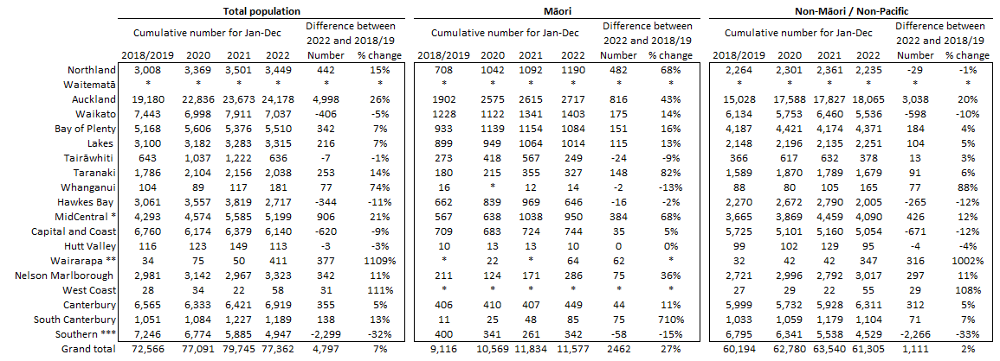 Total population Māori Non-Māori / Non-Pacific
Cumulative number for Jan-Dec Difference between 2022 and 2018/19 Cumulative number for Jan-Dec Difference between 2022 and 2018/19 Cumulative number for Jan-Dec Difference between 2022 and 2018/19
2018/2019 2020 2021 2022 Number % change 2018/2019 2020 2021 2022 Number % change 2018/2019 2020 2021 2022 Number % change
Northland 3,008 3,369 3,501 3,449 442 15% 708 1042 1092 1190 482 68% 2,264 2,301 2,361 2,235 -29 -1%
Waitematā * * * * * * * * * * * * * * * * * *
Auckland 19,180 22,836 23,673 24,178 4,998 26% 1902 2575 2615 2717 816 43% 15,028 17,588 17,827 18,065 3,038 20%
Waikato 7,443 6,998 7,911 7,037 -406 -5% 1228 1122 1341 1403 175 14% 6,134 5,753 6,460 5,536 -598 -10%
Bay of Plenty 5,168 5,606 5,376 5,510 342 7% 933 1139 1154 1084 151 16% 4,187 4,421 4,174 4,371 184 4%
Lakes 3,100 3,182 3,283 3,315 216 7% 899 949 1064 1014 115 13% 2,148 2,196 2,135 2,251 104 5%
Tairāwhiti 643 1,037 1,222 636 -7 -1% 273 418 567 249 -24 -9% 366 617 632 378 13 3%
Taranaki 1,786 2,104 2,156 2,038 253 14% 180 215 355 327 148 82% 1,589 1,870 1,789 1,679 91 6%
Whanganui 104 89 117 181 77 74% 16 * 12 14 -2 -13% 88 80 105 165 77 88%
Hawkes Bay 3,061 3,557 3,819 2,717 -344 -11% 662 839 969 646 -16 -2% 2,270 2,672 2,790 2,005 -265 -12%
MidCentral * 4,293 4,574 5,585 5,199 906 21% 567 638 1038 950 384 68% 3,665 3,869 4,459 4,090 426 12%
Capital and Coast 6,760 6,174 6,379 6,140 -620 -9% 709 683 724 744 35 5% 5,725 5,101 5,160 5,054 -671 -12%
Hutt Valley 116 123 149 113 -3 -3% 10 13 13 10 0 0% 99 102 129 95 -4 -4%
Wairarapa ** 34 75 50 411 377 1109% * 22 * 64 62 * 32 42 42 347 316 1002%
Nelson Marlborough 2,981 3,142 2,967 3,323 342 11% 211 124 171 286 75 36% 2,721 2,996 2,792 3,017 297 11%
West Coast 28 34 22 58 31 111% * * * * * * 27 29 22 55 29 108%
Canterbury 6,565 6,333 6,421 6,919 355 5% 406 410 407 449 44 11% 5,999 5,732 5,928 6,311 312 5%
South Canterbury 1,051 1,084 1,227 1,189 138 13% 11 25 48 85 75 710% 1,033 1,059 1,179 1,104 71 7%
Southern *** 7,246 6,774 5,885 4,947 -2,299 -32% 400 341 261 342 -58 -15% 6,795 6,341 5,538 4,529 -2,266 -33%
Grand total 72,566 77,091 79,745 77,362 4,797 7% 9,116 10,569 11,834 11,577 2462 27% 60,194 62,780 63,540 61,305 1,111 2%